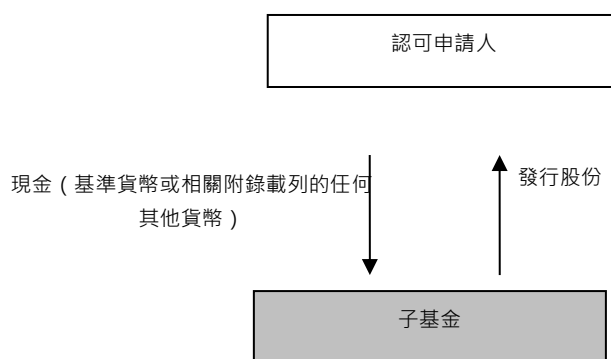 認可申請人
現金（基準貨幣或相關附錄載列的任何
其他貨幣）
發行股份
子基金